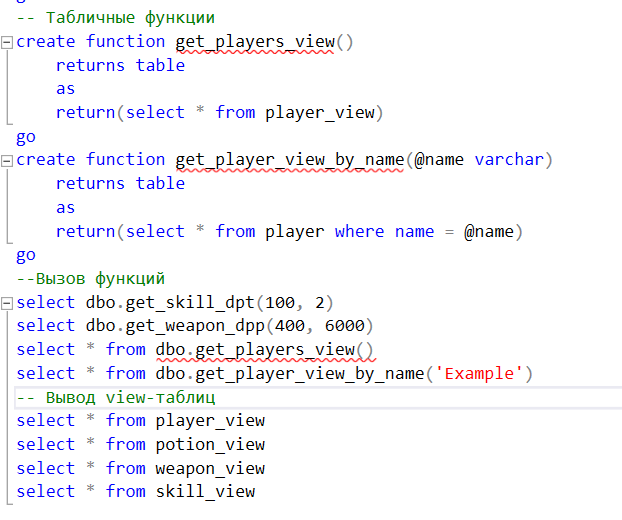 go
-- Табличные функции
create function get_players_view()
returns table
as
return(select * from player_view)
go
create function get_player_view_by_name(@name varchar)
returns table
as
return(select * from player where name = @name)
go
--Вызов функций
select dbo.get_skill_dpt(100, 2)
select dbo.get_weapon_dpp(400, 6000)
select * from dbo.get_players_view()
select * from dbo.get_player_view_by_name('Example')
-- Вывод view-таблиц
select * from player_view
select * from potion_view
select * from weapon_view
select * from skill_view